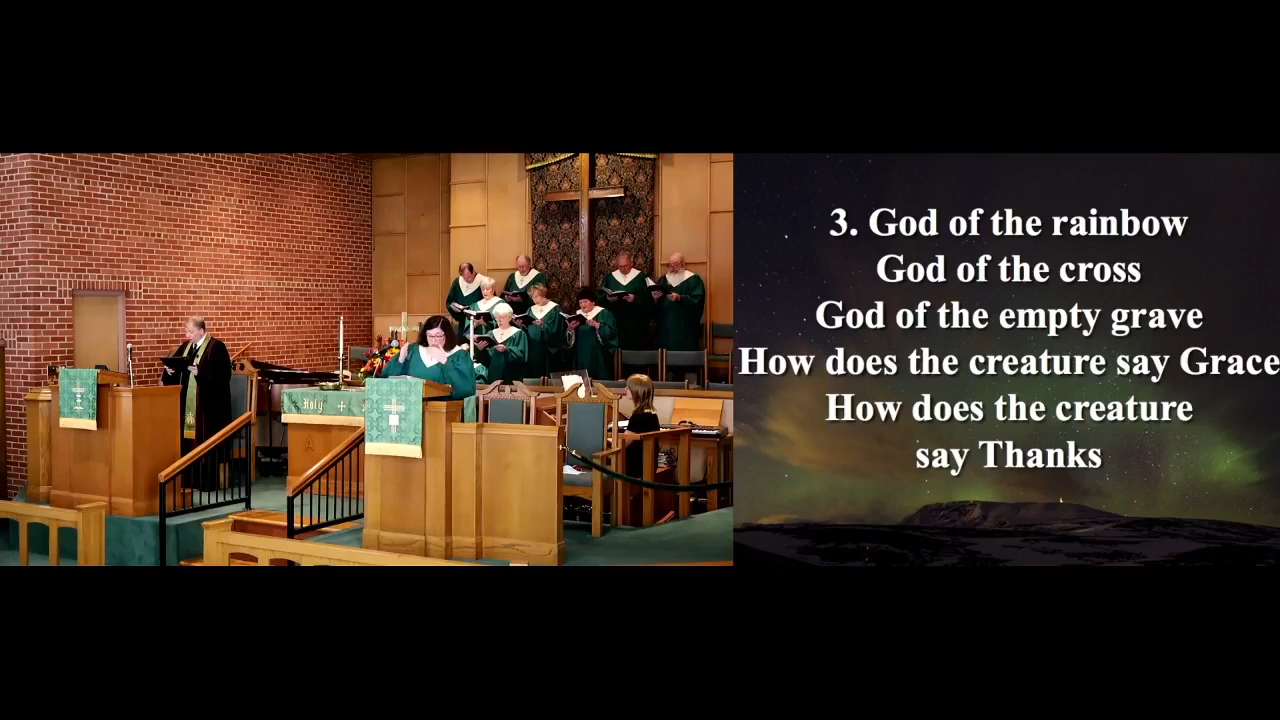 Holy
3. God of the rainbow
God of the cross
God of the empty grave
How does the creature say Grace
How does the creature
say Thanks